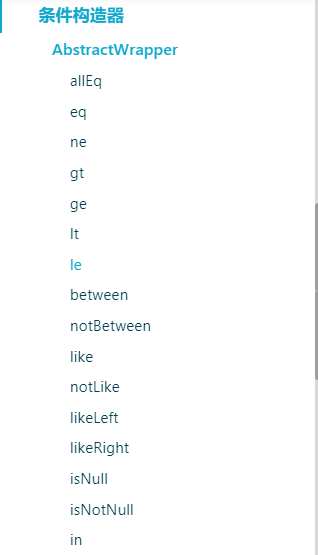 条件构造器
AbstractWrapper
allEq
eq
ne
gt
ge
lt
le
between
notBetween
like
notLike
likeLeft
likeRight
isNull
isNotNull
in